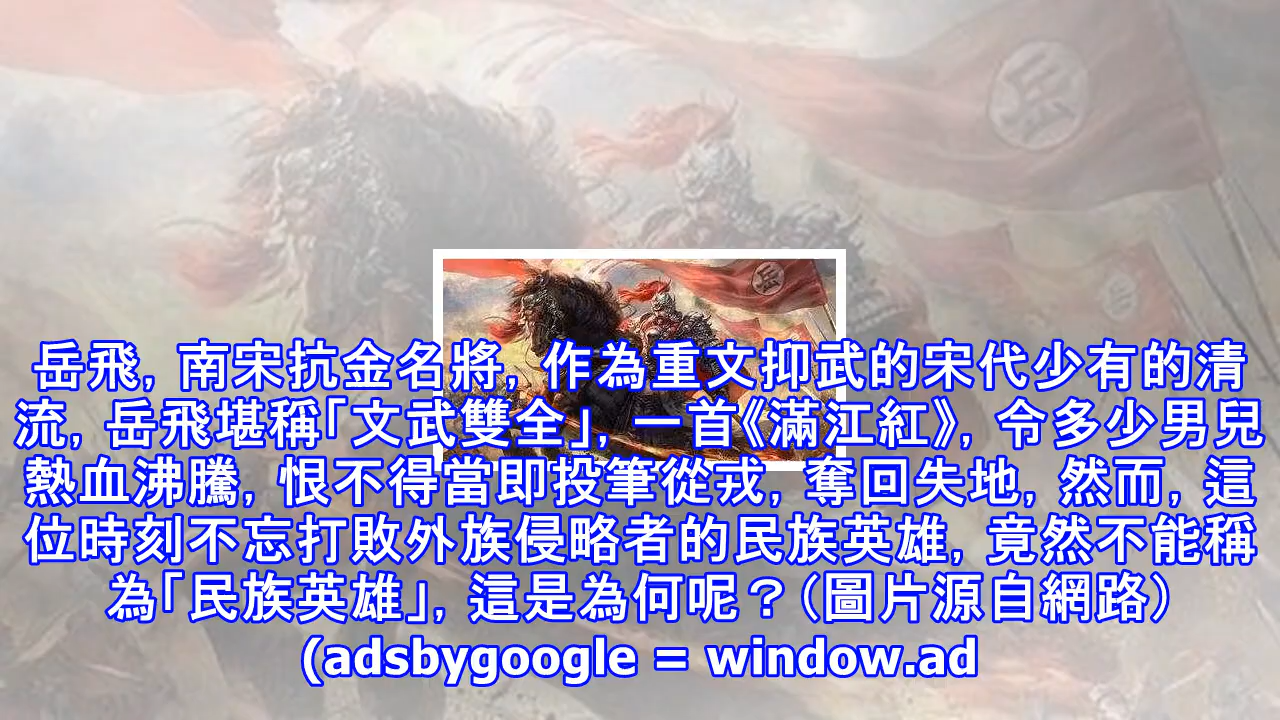 岳
岳
岳飛, 南宋抗金名將, 作為重文抑武的宋代少有的清
流, 岳飛堪稱「文武雙全」, 一首《滿江紅》, 令多少男兒
熱血沸騰, 恨不得當即投筆從戎, 奪回失地, 然而, 這
位時刻不忘打敗外族侵略者的民族英雄, 竟然不能稱
為「民族英雄」, 這是為何呢？(圖片源自網路)
(adsbygoogle = window.ad